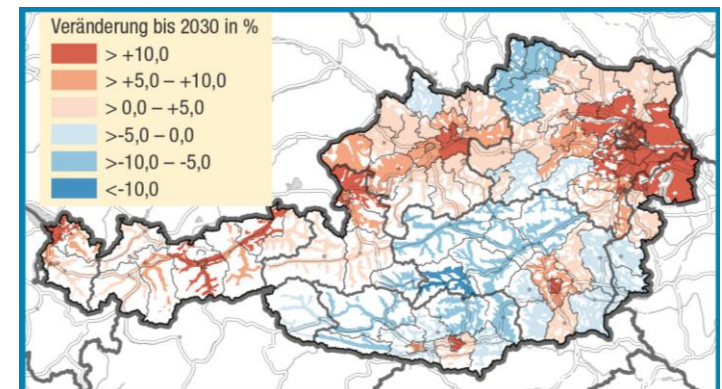 Veränderung bis 2030 in %
> +10,0
> +5,0 – +10,0
> 0,0 – +5,0
>-5,0 – 0,0
>-10,0 – -5,0
<-10,0